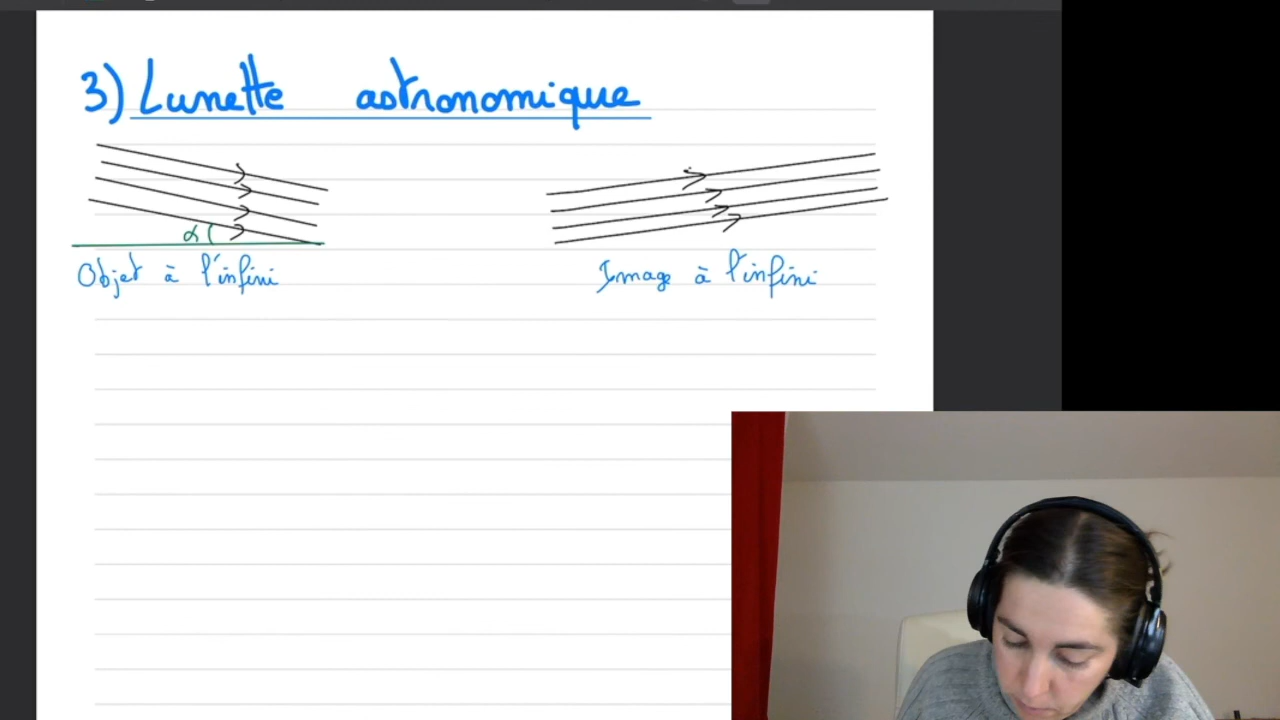 3) Lunette astronomique
α
Objet à l'infini
Image à l'infini